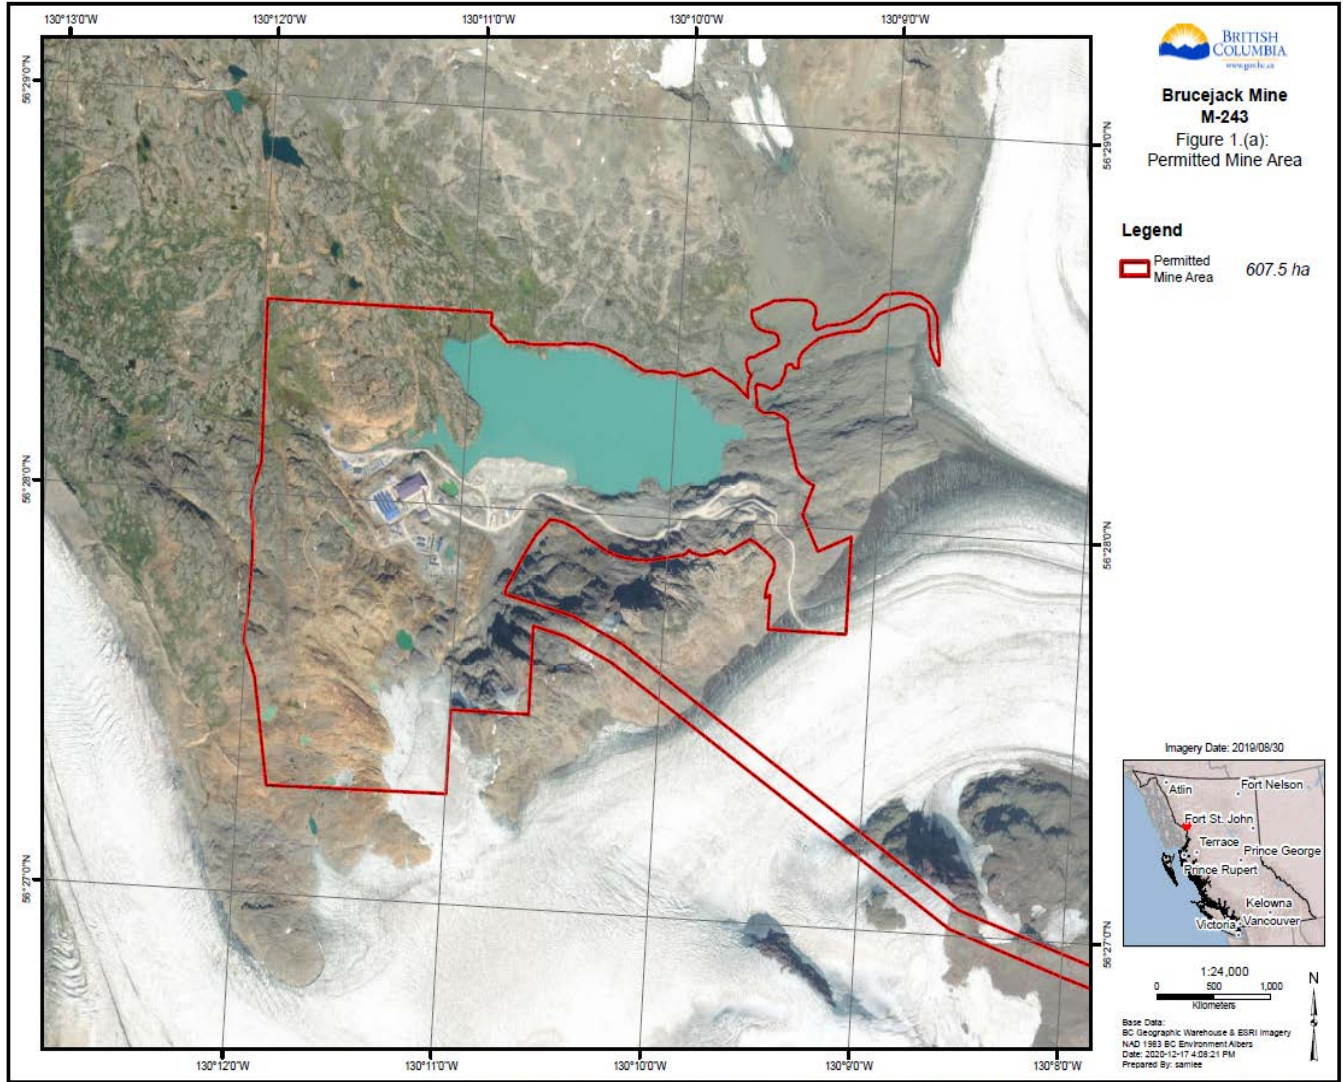 130°13'0"W
130°12'0"W
130°11'0"W
130°10'0"W
130°9'0"W
56°29'0"N
56°28'0"N
56°27'0"N
56°29'0"N
56°28'0"N
56°27'0"N
130°12'0"W
130°11'0"W
130°10'0"W
130°9'0"W
130°8'0"W
BRITISH
COLUMBIA
www.gov.bc.ca
Brucejack Mine
M-243
Figure 1.(a):
Permitted Mine Area
Legend
Permitted
Mine Area
607.5 ha
Imagery Date: 2019/08/30
Atlin
Fort Nelson
Fort St. John
Terrace
Prince George
Prince Rupert
Kelowna
Victoria
Vancouver
1:24,000
0 500 1,000
Kilometers
N
Base Data:
BC Geographic Warehouse & ESRI Imagery
NAD 1983 BC Environment Albers
Date: 2020-12-17 4:08:21 PM
Prepared By: samlee